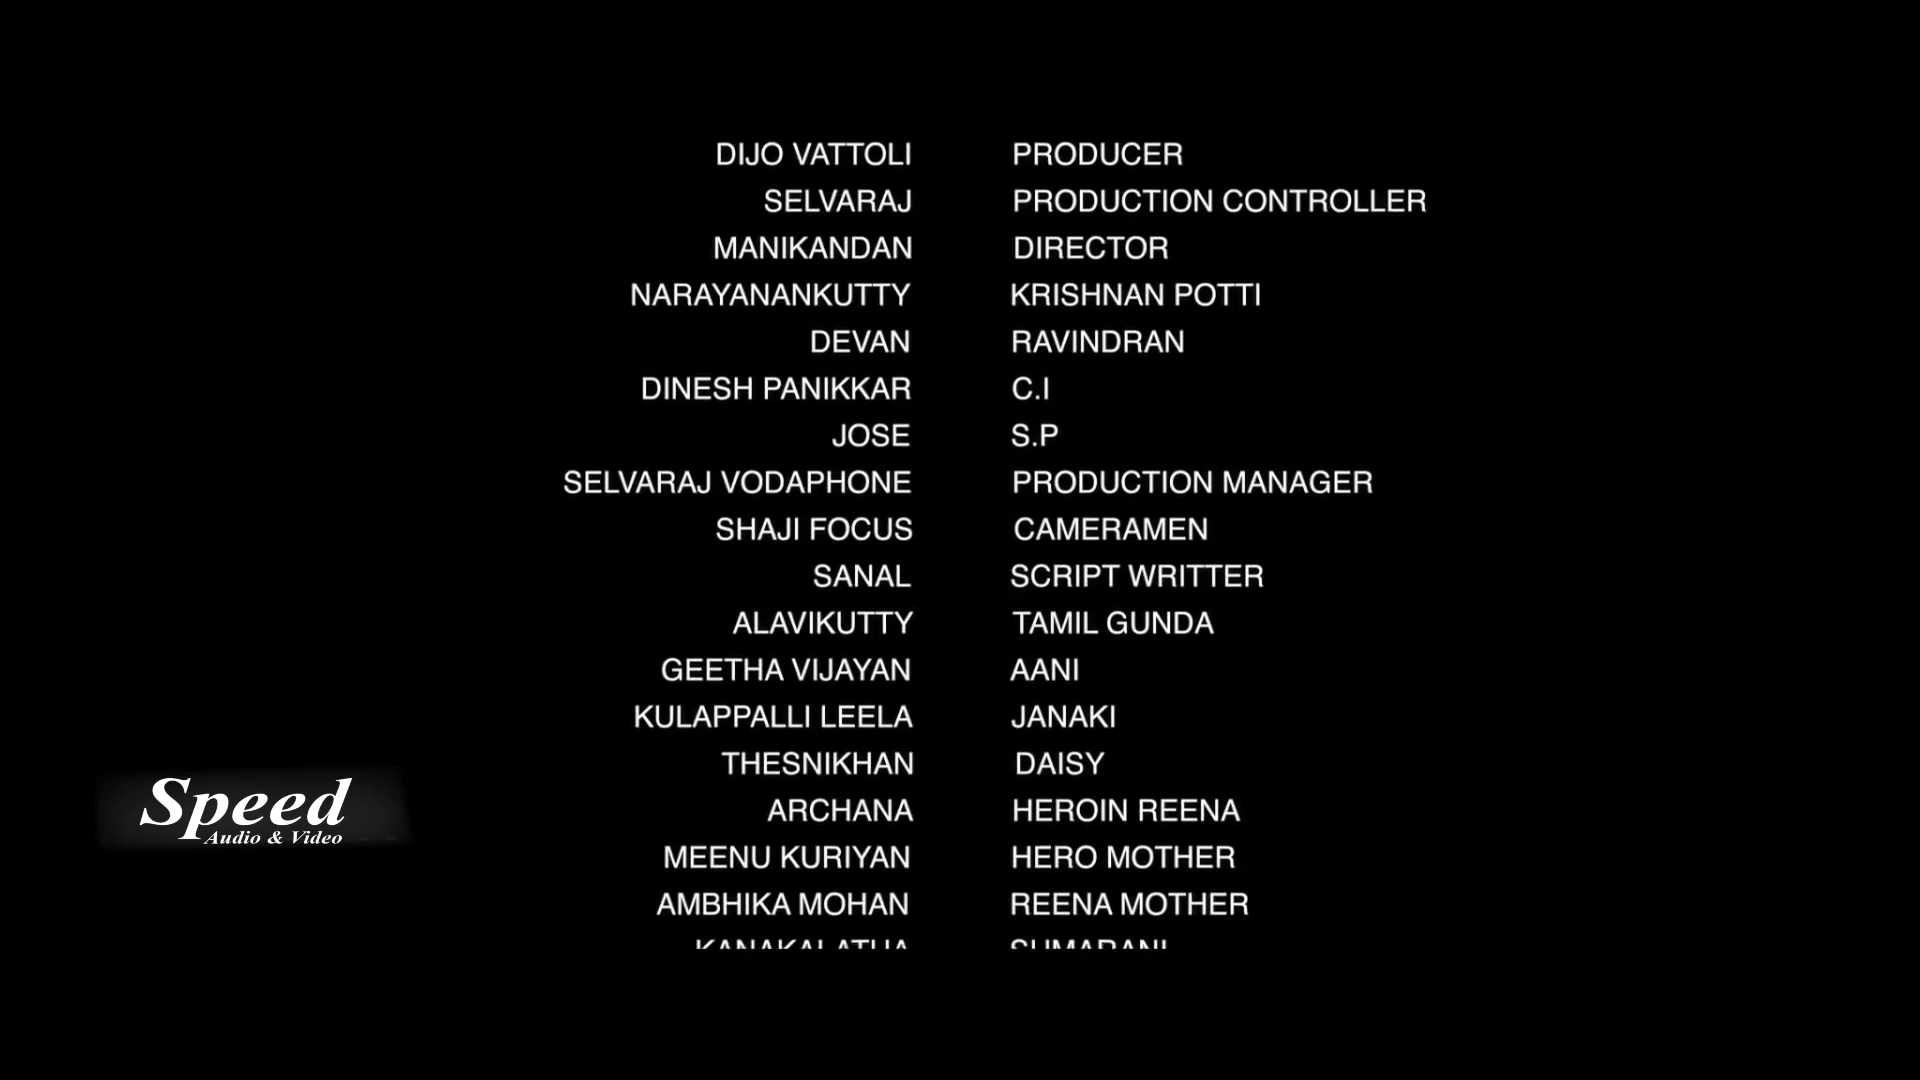 DIJO VATTOLI PRODUCER
SELVARAJ PRODUCTION CONTROLLER
MANIKANDAN DIRECTOR
NARAYANANKUTTY KRISHNAN POTTI
DEVAN RAVINDRAN
DINESH PANIKKAR C.I
JOSE S.P
SELVARAJ VODAPHONE PRODUCTION MANAGER
SHAJI FOCUS CAMERAMEN
SANAL SCRIPT WRITTER
ALAVIKUTTY TAMIL GUNDA
GEETHA VIJAYAN AANI
KULAPPALLI LEELA JANAKI
THESNIKHAN DAISY
ARCHANA HEROIN REENA
MEENU KURIYAN HERO MOTHER
AMBHIKA MOHAN REENA MOTHER
Speed
Audio & Video